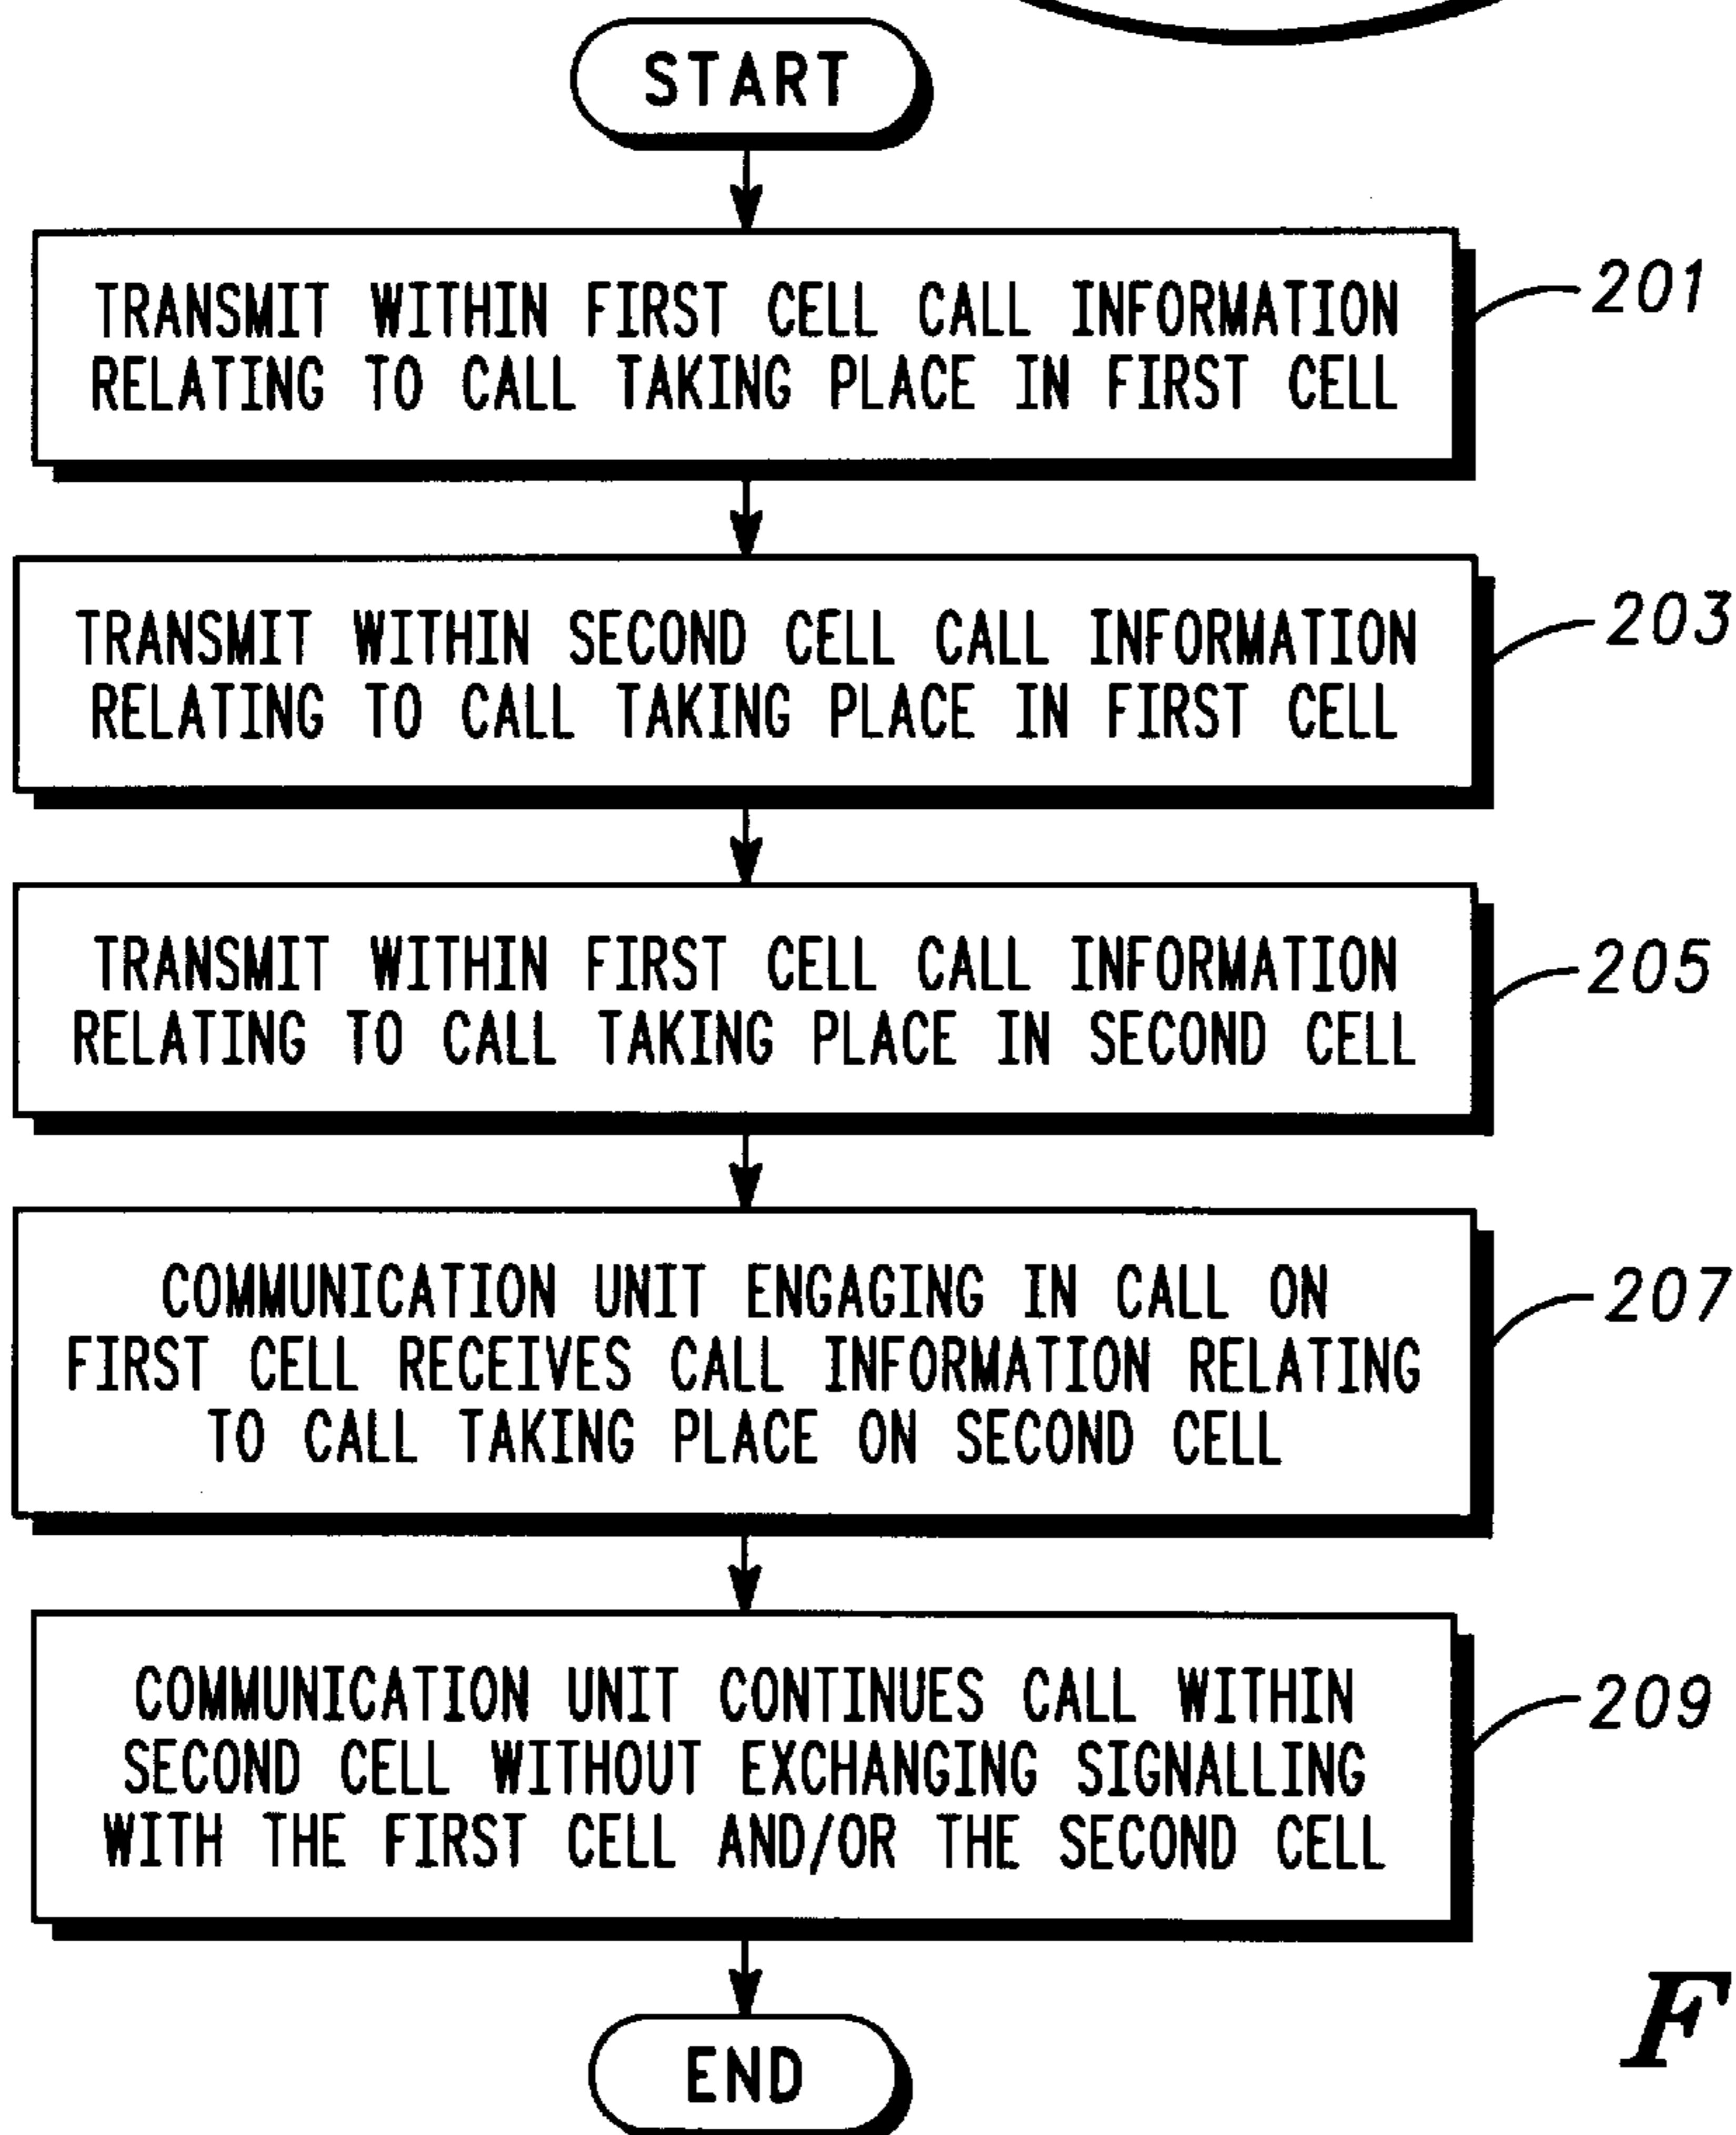 START
TRANSMIT WITHIN FIRST CELL CALL INFORMATION
RELATING TO CALL TAKING PLACE IN FIRST CELL
201
TRANSMIT WITHIN SECOND CELL CALL INFORMATION
RELATING TO CALL TAKING PLACE IN FIRST CELL
203
TRANSMIT WITHIN FIRST CELL CALL INFORMATION
RELATING TO CALL TAKING PLACE IN SECOND CELL
205
COMMUNICATION UNIT ENGAGING IN CALL ON
FIRST CELL RECEIVES CALL INFORMATION RELATING
TO CALL TAKING PLACE ON SECOND CELL
207
COMMUNICATION UNIT CONTINUES CALL WITHIN
SECOND CELL WITHOUT EXCHANGING SIGNALLING
WITH THE FIRST CELL AND/OR THE SECOND CELL
209
END
F